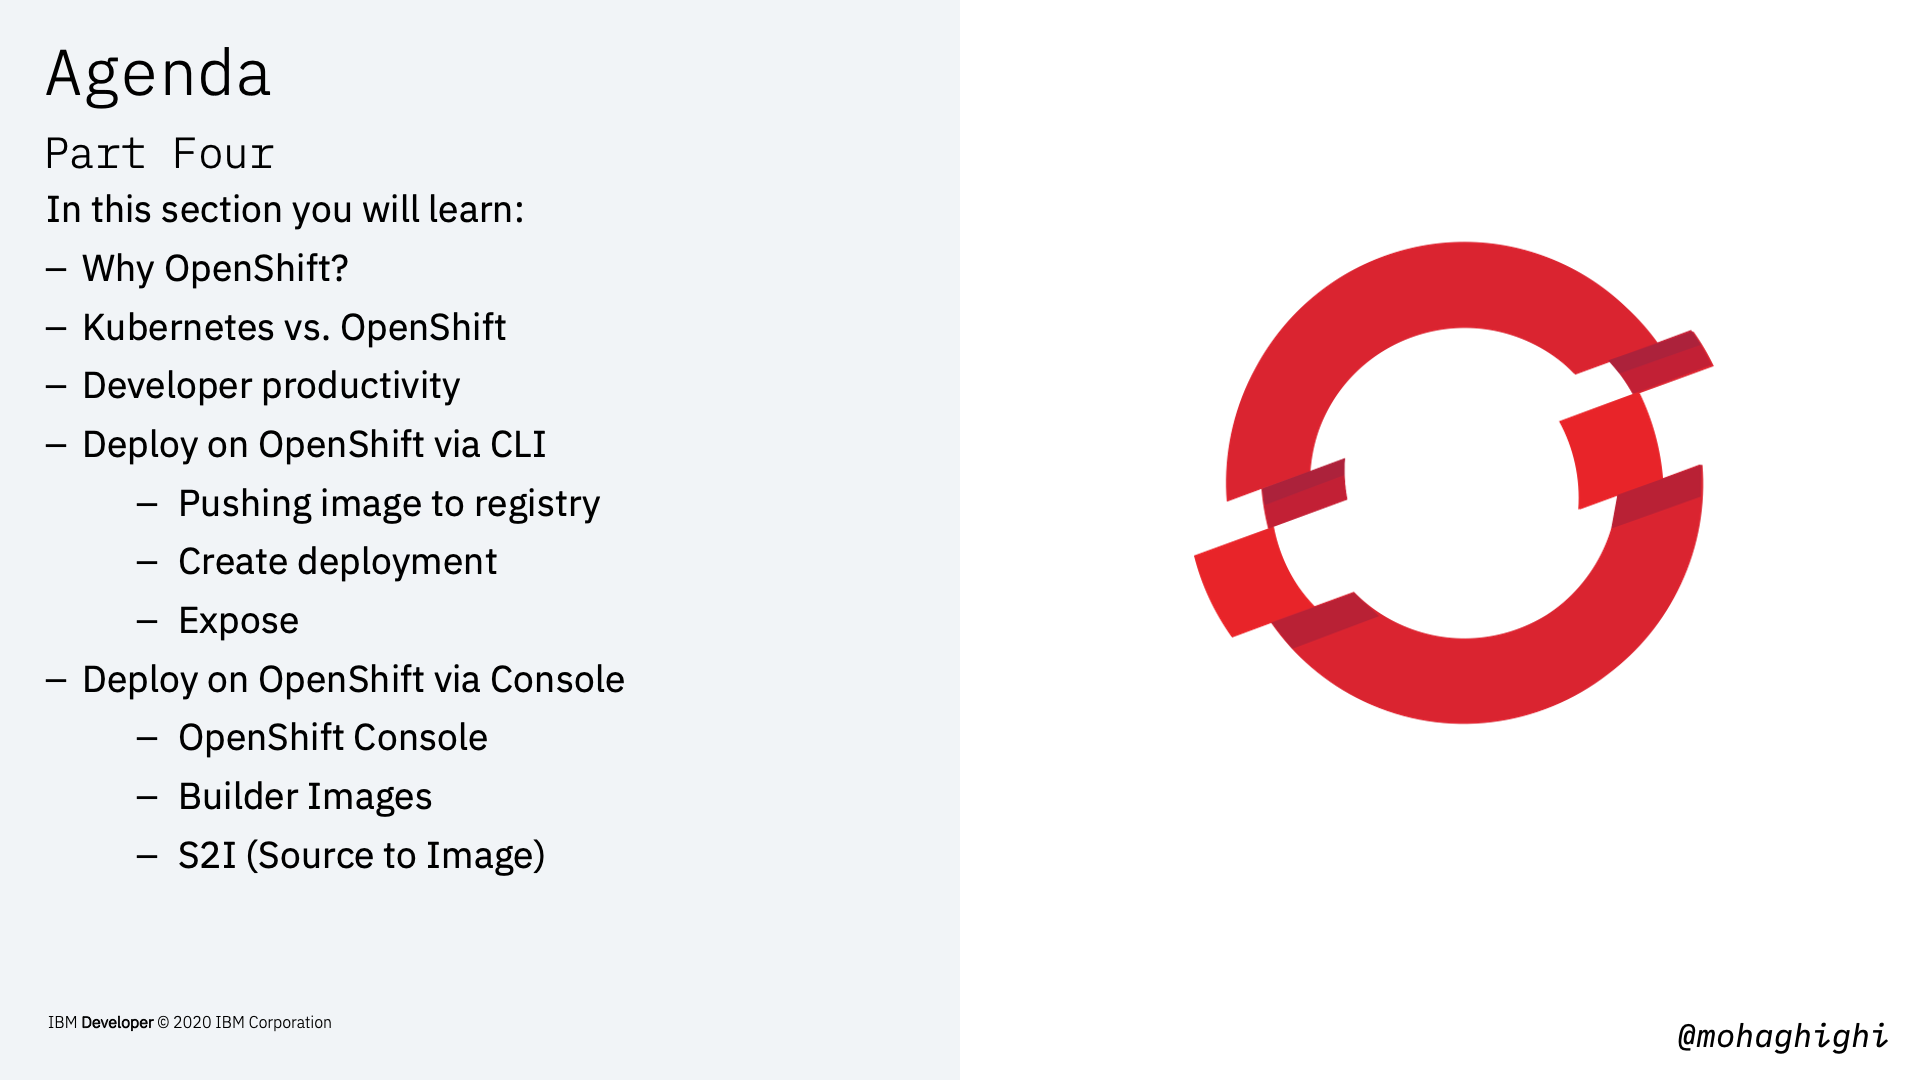 Agenda
Part Four
In this section you will learn:
– Why OpenShift?
– Kubernetes vs. OpenShift
– Developer productivity
– Deploy on OpenShift via CLI
– Pushing image to registry
– Create deployment
– Expose
– Deploy on OpenShift via Console
– OpenShift Console
– Builder Images
– S2I (Source to Image)
IBM Developer © 2020 IBM Corporation
@mohaghighi